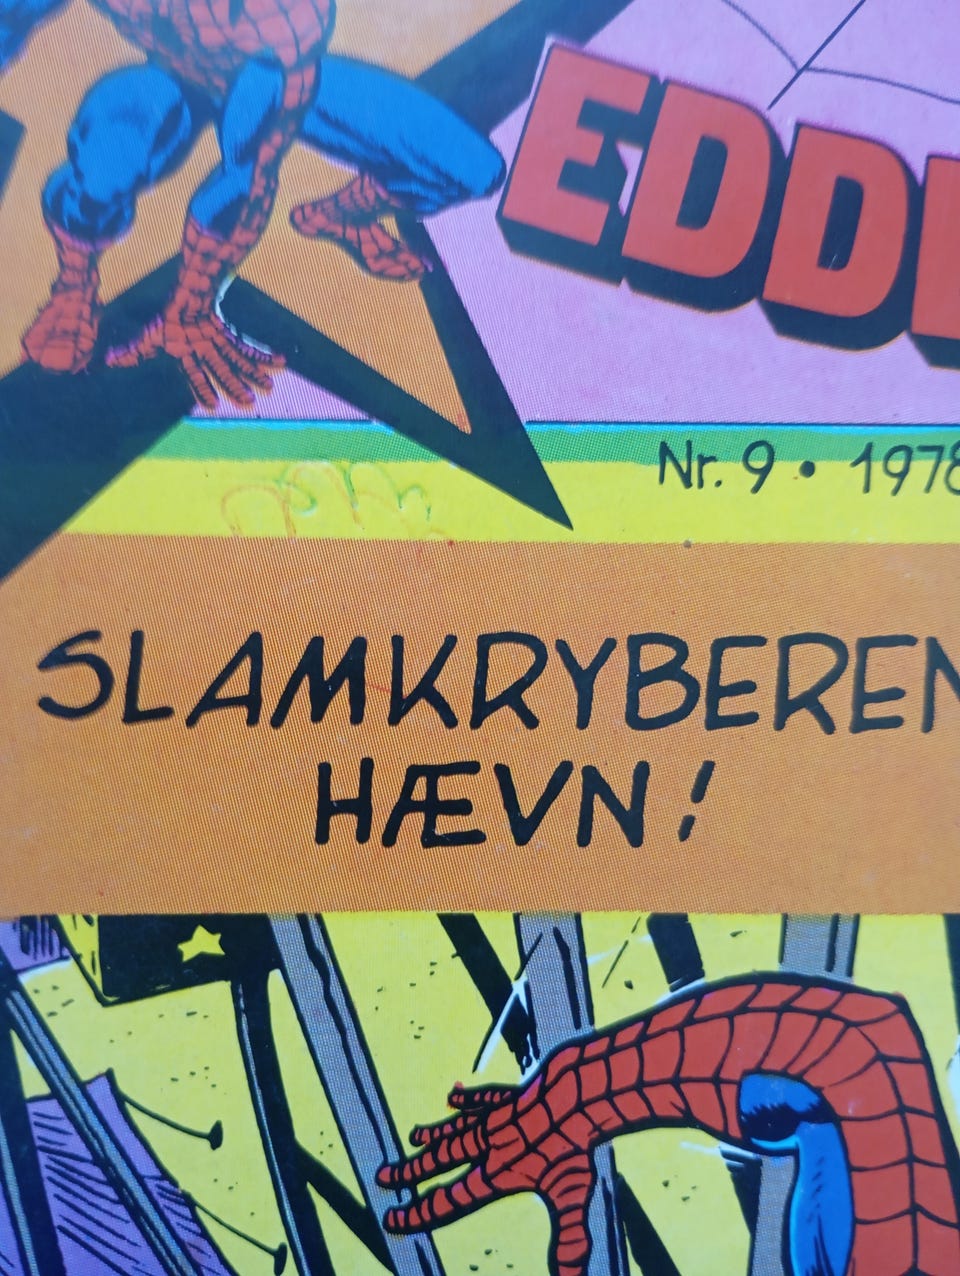 EDD
Nr. 9 • 1978
SLAMKRYBEREN
HÆVN!